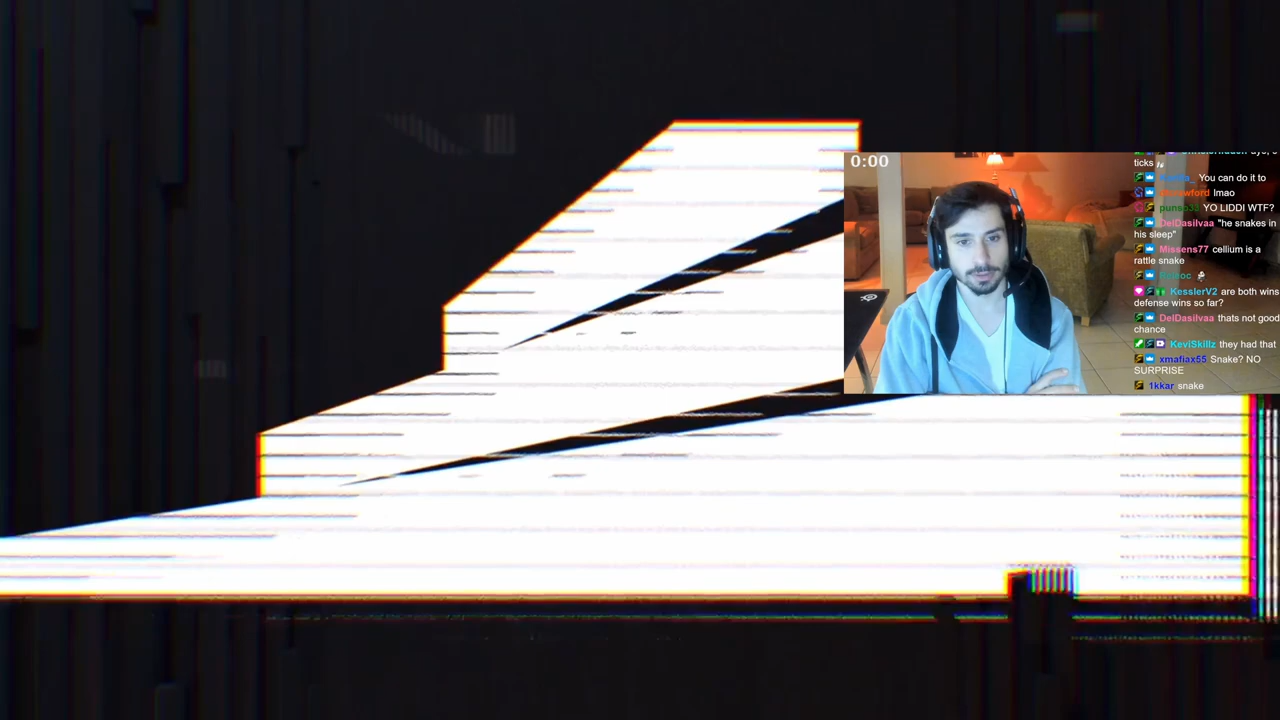 0:00
ticks
You can do it to
lmao
YO LIDDI WTF?
DelDasilvaa "he snakes in
his sleep"
Missens77 cellium is a
rattle snake
KesslerV2 are both wins
defense wins so far?
DelDasilvaa thats not good
chance
KeviSkillz they had that
xmafiax55 Snake? NO
SURPRISE
1kkar snake